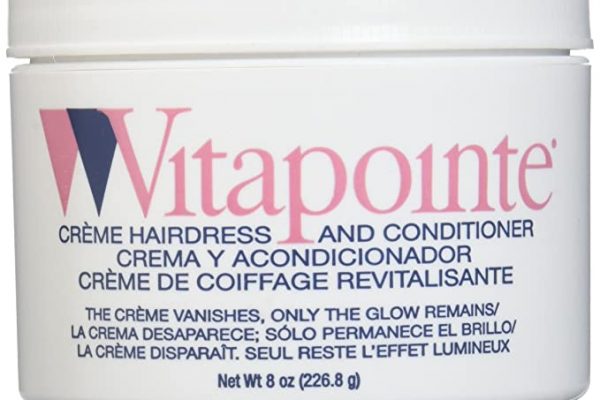 Vitapointe®
CRÈME HAIRDRESS AND CONDITIONER
CREMA Y ACONDICIONADOR
CRÈME DE COIFFAGE REVITALISANTE
THE CRÈME VANISHES, ONLY THE GLOW REMAINS/
LA CREMA DESAPARECE; SÓLO PERMANECE EL BRILLO/
LA CRÈME DISPARAÎT. SEUL RESTE L'EFFET LUMINEUX
Net Wt 8 oz (226.8 g)